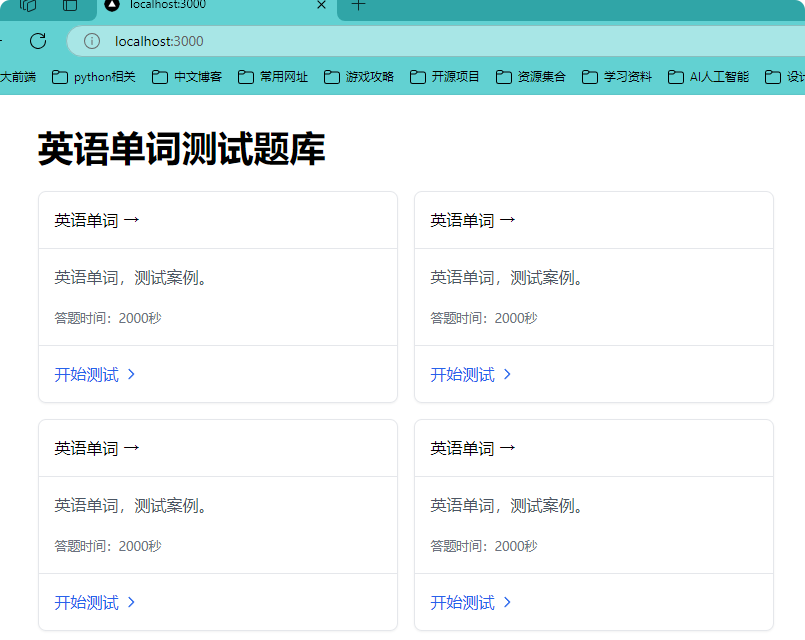 localhost:3000
localhost:3000
大前端 python相关 中文博客 常用网址 游戏攻略 开源项目 资源集合 学习资料 AI人工智能
英语单词测试题库
英语单词 →
英语单词，测试案例。
答题时间：2000秒
开始测试 >
英语单词 →
英语单词，测试案例。
答题时间：2000秒
开始测试 >
英语单词 →
英语单词，测试案例。
答题时间：2000秒
开始测试 >
英语单词 →
英语单词，测试案例。
答题时间：2000秒
开始测试 >